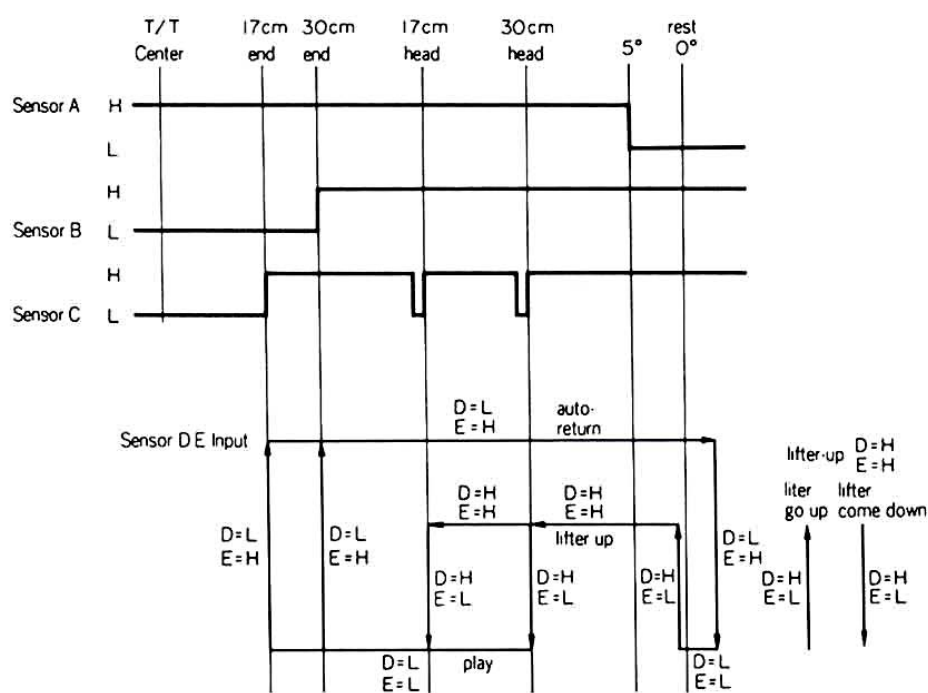 T/T 17cm 30cm 17cm 30cm rest
Center end end head head 5° 0°
Sensor A H
L
H
Sensor B L
H
Sensor C L
D=L auto-
Sensor D E Input E=H return
lifter-up D=H
E=H
liter lifter
go up come down
D=H D=H
E=H E=H
lifter up
D=L D=L D=L
E=H E=H E=H
D=H D=H D=H D=H D=H
E=L E=L E=L E=L E=L
D=L play D=L
E=L E=L